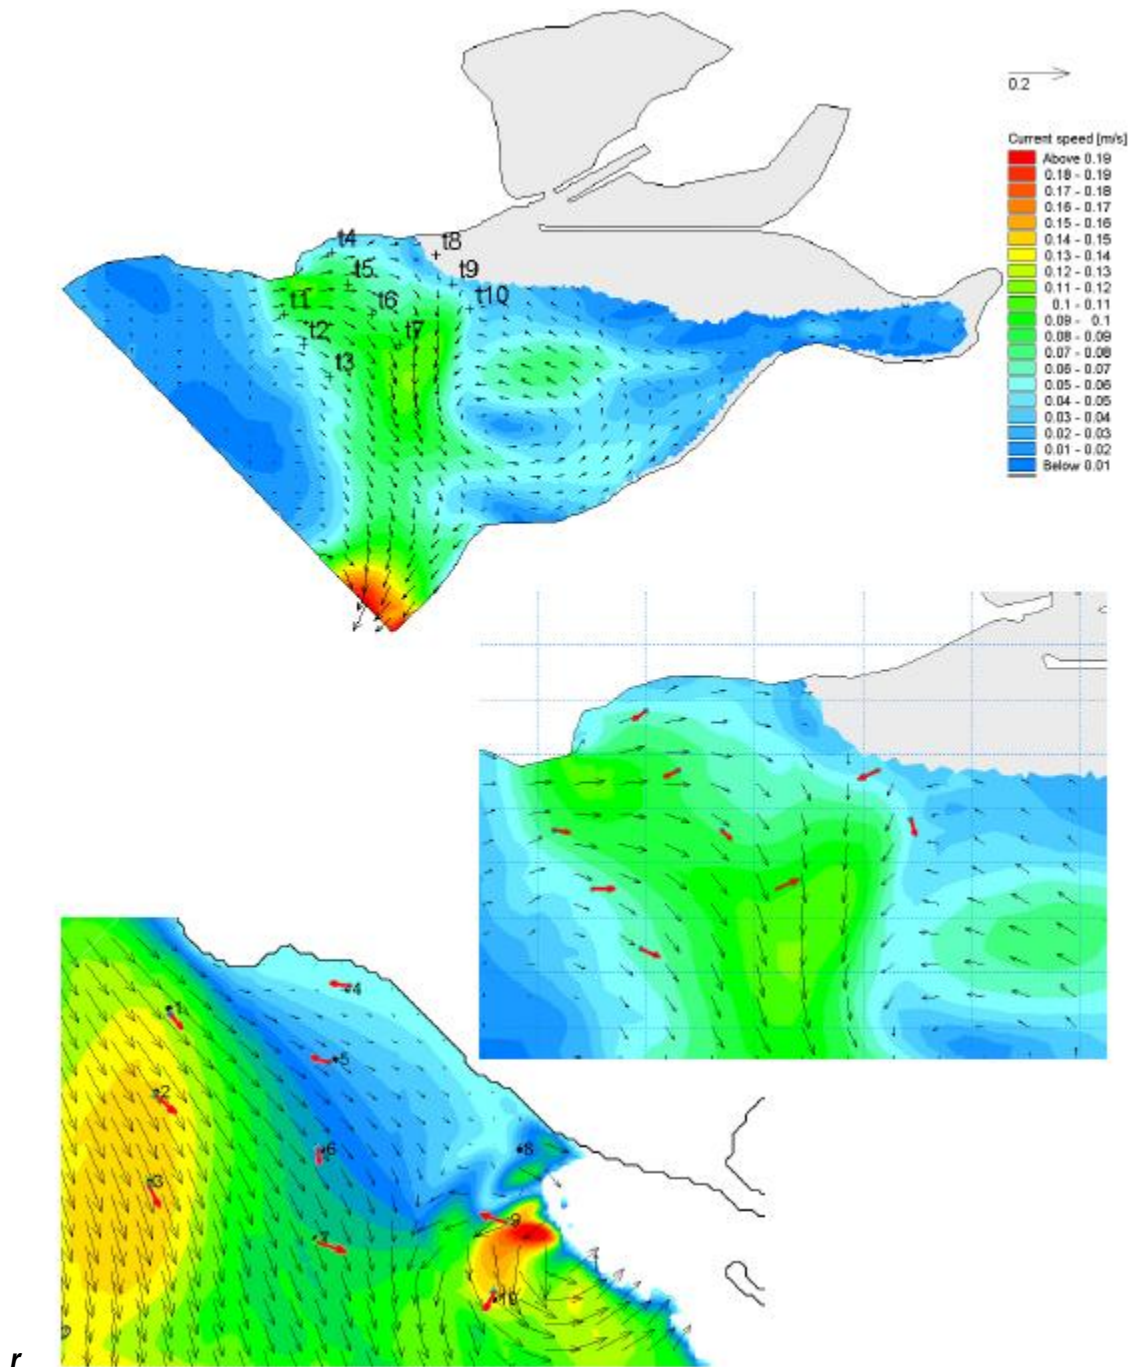 0.2
Current speed [m/s]
Above 0.19
0.18 - 0.19
0.17 - 0.18
0.16 - 0.17
0.15 - 0.16
0.14 - 0.15
0.13 - 0.14
0.12 - 0.13
0.11 - 0.12
0.1 - 0.11
0.09 - 0.1
0.08 - 0.09
0.07 - 0.08
0.06 - 0.07
0.05 - 0.06
0.04 - 0.05
0.03 - 0.04
0.02 - 0.03
0.01 - 0.02
Below 0.01
t4
t8
t5
t9
t1
t6
t10
t2
t7
t3
4
1
5
2
6
8
3
9
7
10
r